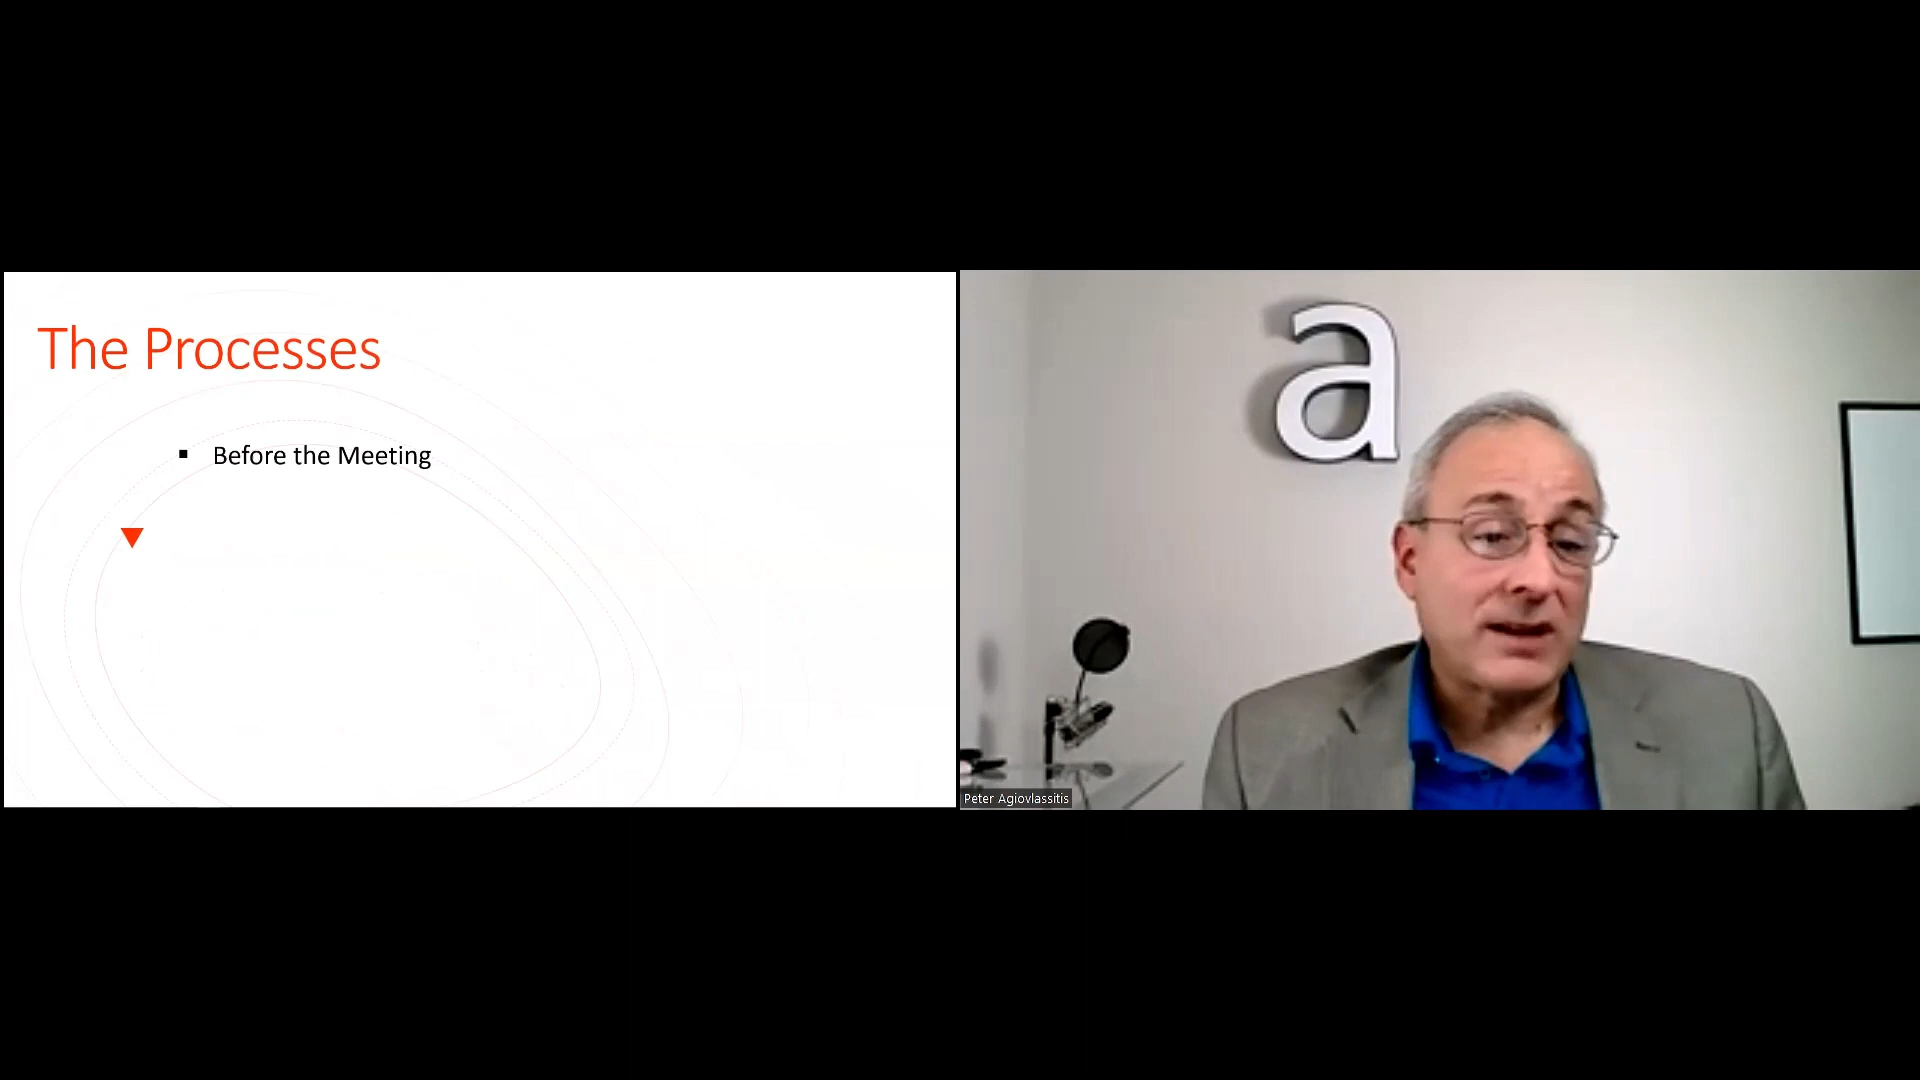 The Processes
▪ Before the Meeting
a
Peter Agiovlassitis